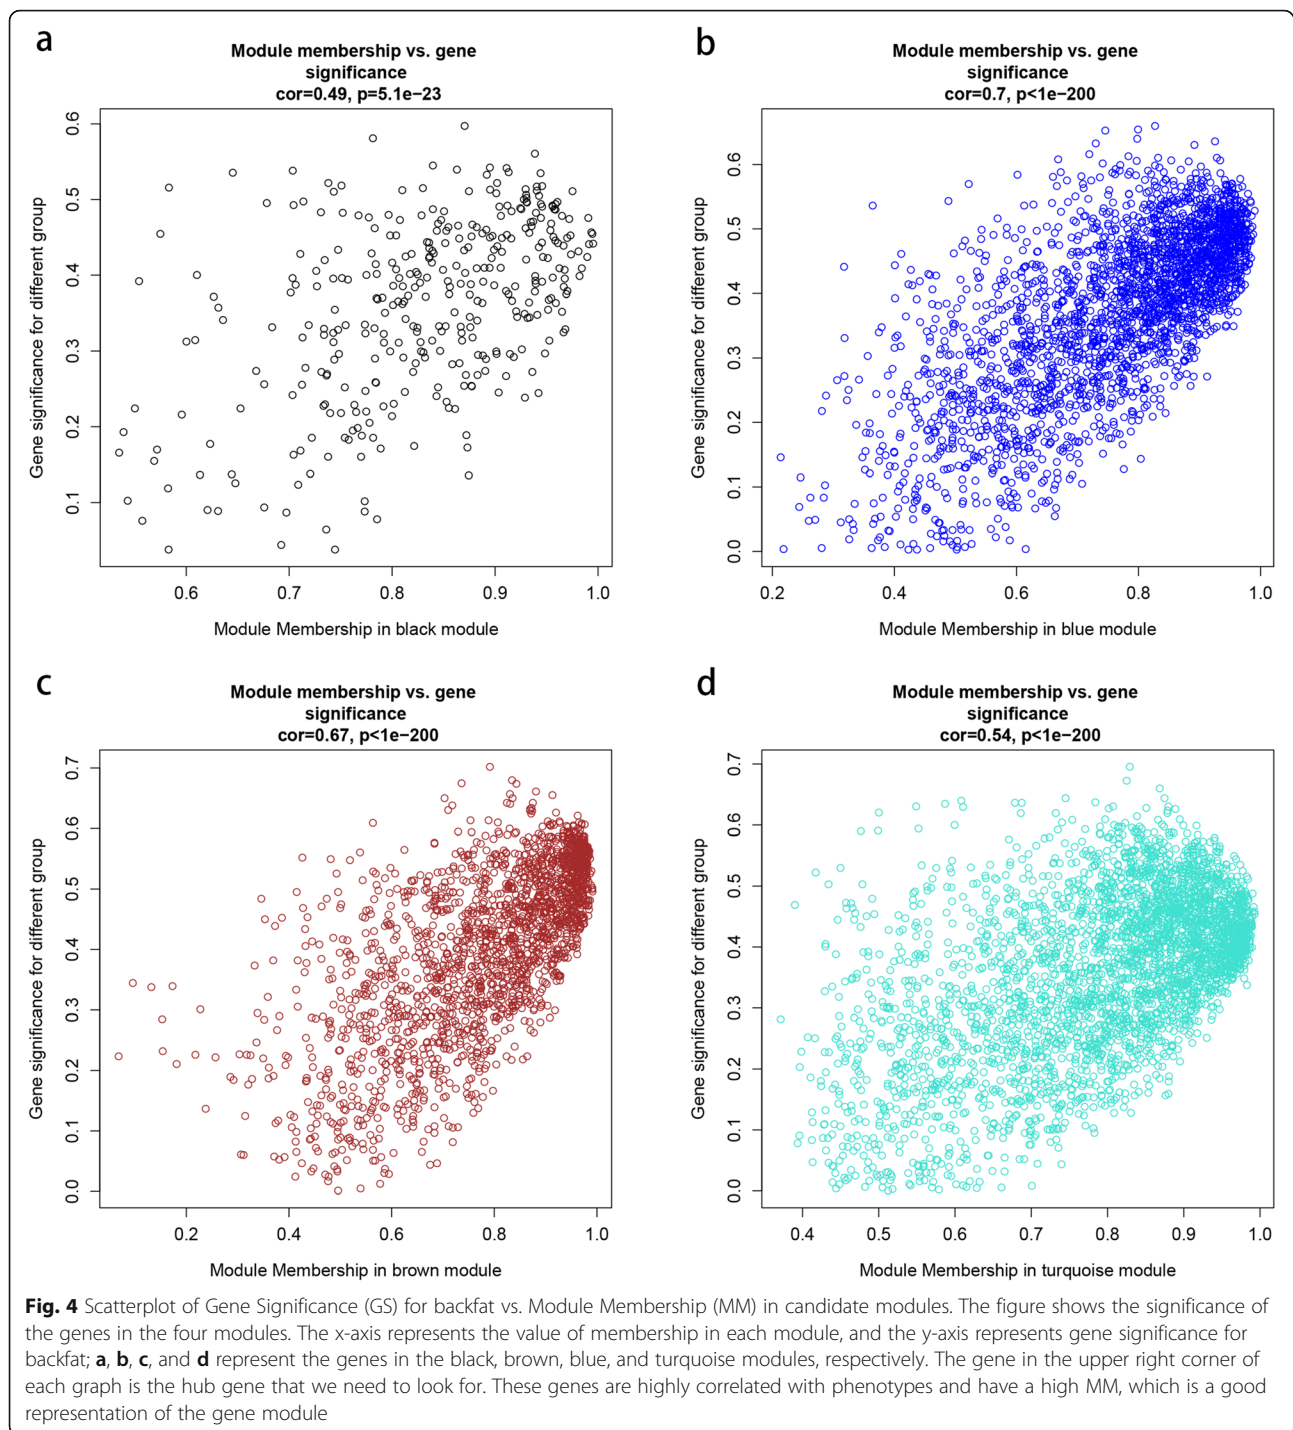 a
Module membership vs. gene
significance
cor=0.49, p=5.1e−23
Gene significance for different group
0.6
0.5
0.4
0.3
0.2
0.1
0.6 0.7 0.8 0.9 1.0
Module Membership in black module
b
Module membership vs. gene
significance
cor=0.7, p<1e−200
Gene significance for different group
0.6
0.5
0.4
0.3
0.2
0.1
0.0
0.2 0.4 0.6 0.8 1.0
Module Membership in blue module
c
Module membership vs. gene
significance
cor=0.67, p<1e−200
Gene significance for different group
0.7
0.6
0.5
0.4
0.3
0.2
0.1
0.0
0.2 0.4 0.6 0.8 1.0
Module Membership in brown module
d
Module membership vs. gene
significance
cor=0.54, p<1e−200
Gene significance for different group
0.7
0.6
0.5
0.4
0.3
0.2
0.1
0.0
0.4 0.5 0.6 0.7 0.8 0.9 1.0
Module Membership in turquoise module
Fig. 4 Scatterplot of Gene Significance (GS) for backfat vs. Module Membership (MM) in candidate modules. The figure shows the significance of
the genes in the four modules. The x-axis represents the value of membership in each module, and the y-axis represents gene significance for
backfat; a, b, c, and d represent the genes in the black, brown, blue, and turquoise modules, respectively. The gene in the upper right corner of
each graph is the hub gene that we need to look for. These genes are highly correlated with phenotypes and have a high MM, which is a good
representation of the gene module